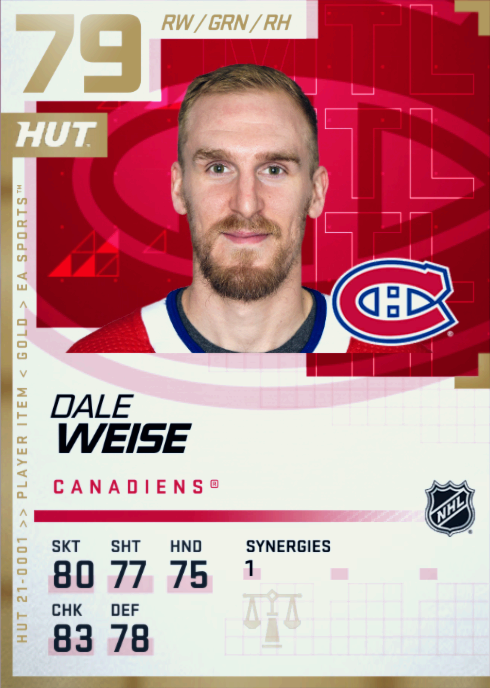 79
RW / GRN / RH
HUT
MTL
HUT 21-0001 >> PLAYER ITEM < GOLD > EA SPORTS™
DALE
WEISE
CANADIENS®
NHL
SKT SHT HND SYNERGIES
80 77 75 1
CHK DEF
83 78